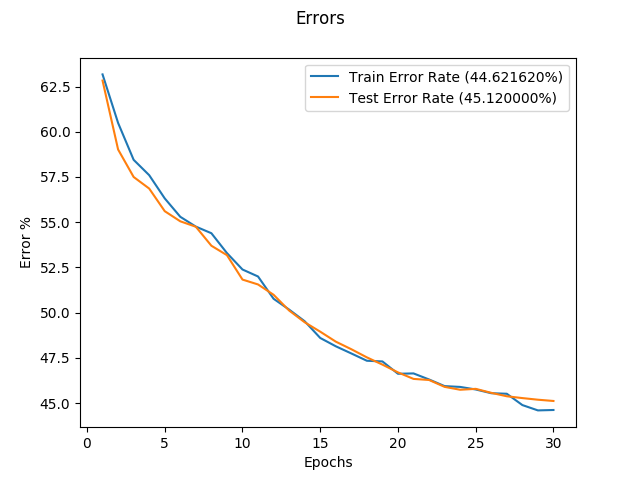 Errors
Train Error Rate (44.621620%)
Test Error Rate (45.120000%)
Error %
62.5
60.0
57.5
55.0
52.5
50.0
47.5
45.0
0 5 10 15 20 25 30
Epochs